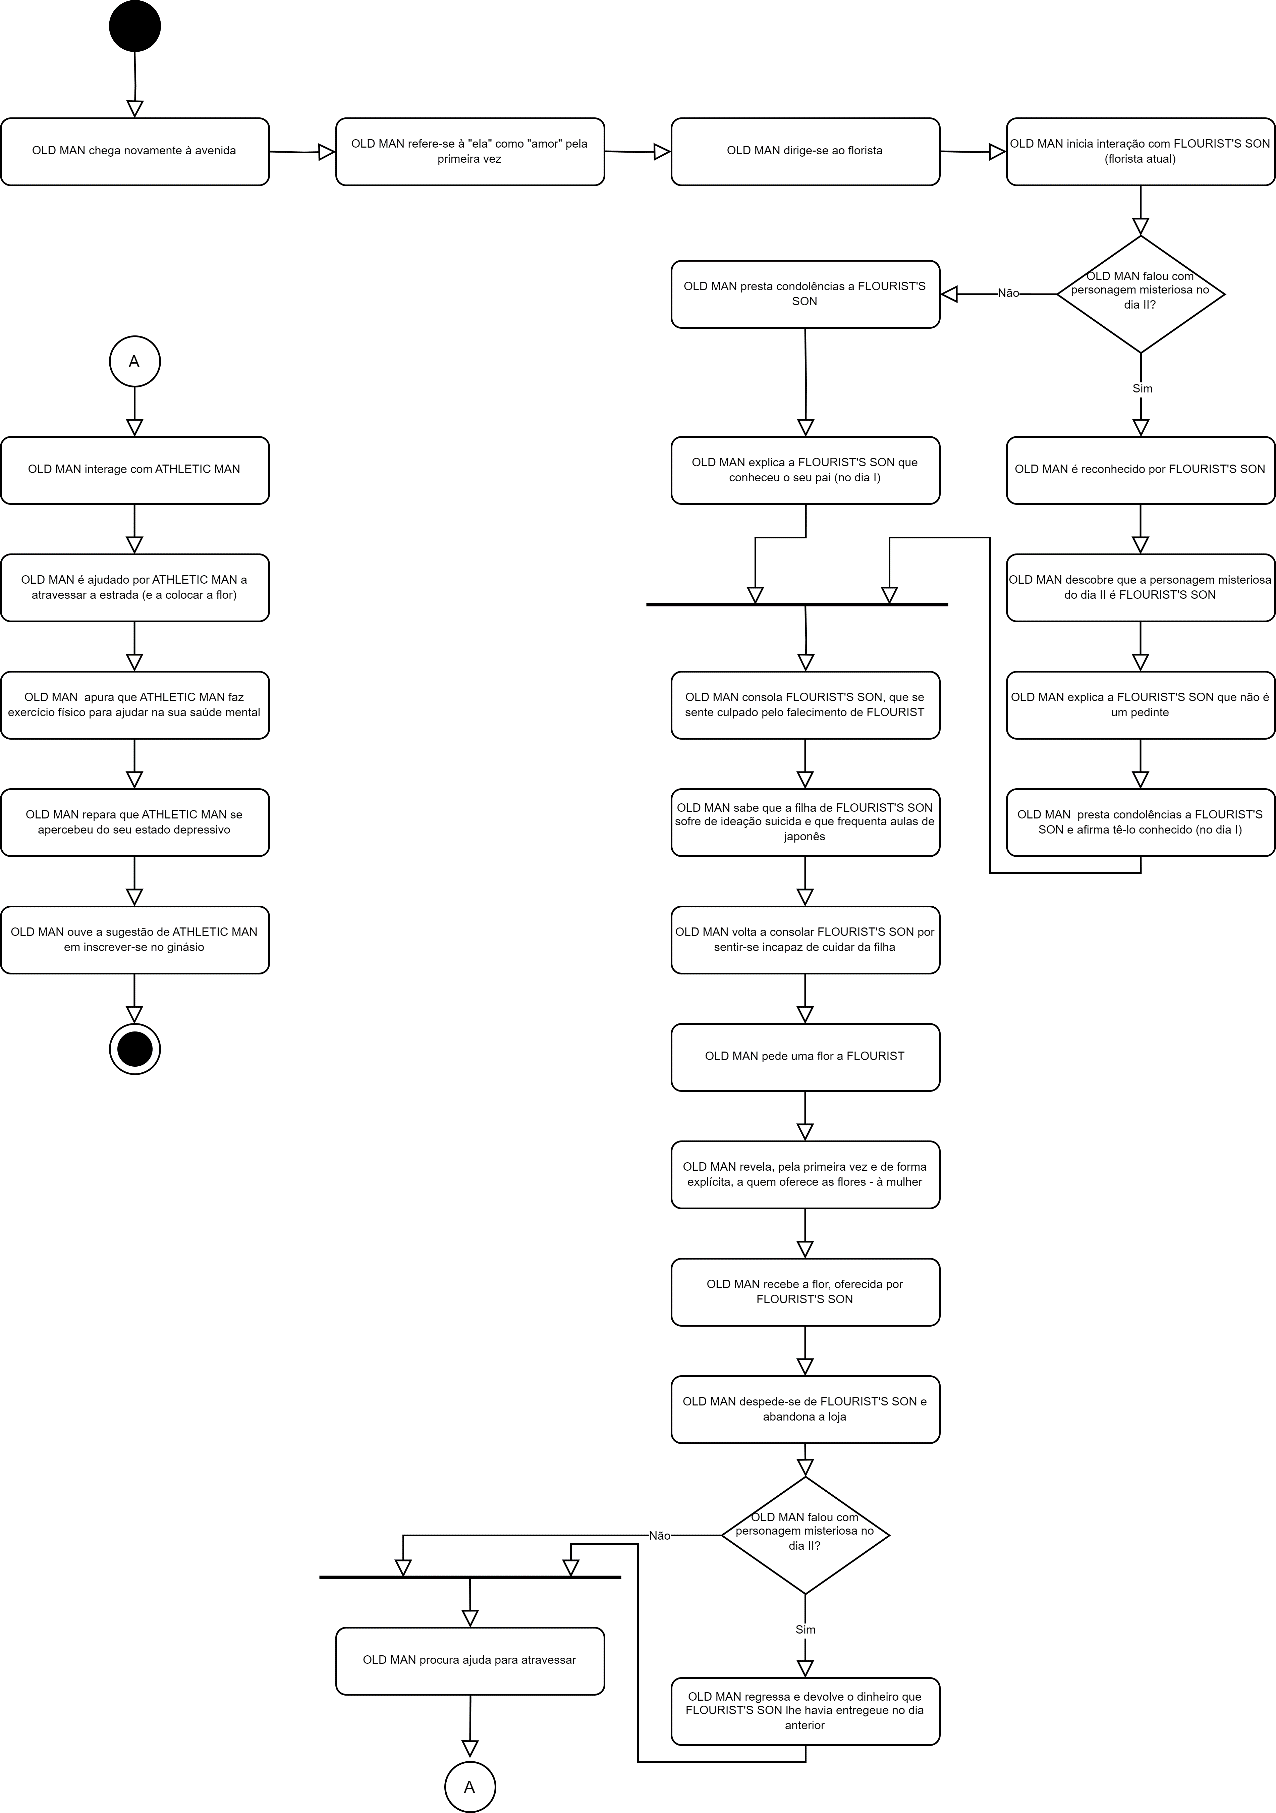 OLD MAN chega novamente à avenida
OLD MAN refere-se à "ela" como "amor" pela
primeira vez
OLD MAN dirige-se ao florista
OLD MAN inicia interação com FLOURIST'S SON
(florista atual)
OLD MAN falou com
personagem misteriosa no
dia II?
Não
Sim
OLD MAN presta condolências a FLOURIST'S
SON
OLD MAN explica a FLOURIST'S SON que
conheceu o seu pai (no dia I)
OLD MAN é reconhecido por FLOURIST'S SON
OLD MAN descobre que a personagem misteriosa
do dia II é FLOURIST'S SON
OLD MAN explica a FLOURIST'S SON que não é
um pedinte
OLD MAN  presta condolências a FLOURIST'S
SON e afirma tê-lo conhecido (no dia I)
OLD MAN consola FLOURIST'S SON, que se
sente culpado pelo falecimento de FLOURIST
OLD MAN sabe que a filha de FLOURIST'S SON
sofre de ideação suicida e que frequenta aulas de
japonês
OLD MAN volta a consolar FLOURIST'S SON por
sentir-se incapaz de cuidar da filha
OLD MAN pede uma flor a FLOURIST
OLD MAN revela, pela primeira vez e de forma
explícita, a quem oferece as flores - à mulher
OLD MAN recebe a flor, oferecida por
FLOURIST'S SON
OLD MAN despede-se de FLOURIST'S SON e
abandona a loja
OLD MAN falou com
personagem misteriosa no
dia II?
Não
Sim
OLD MAN regressa e devolve o dinheiro que
FLOURIST'S SON lhe havia entregeue no dia
anterior
OLD MAN procura ajuda para atravessar
A
A
OLD MAN interage com ATHLETIC MAN
OLD MAN é ajudado por ATHLETIC MAN a
atravessar a estrada (e a colocar a flor)
OLD MAN  apura que ATHLETIC MAN faz
exercício físico para ajudar na sua saúde mental
OLD MAN repara que ATHLETIC MAN se
apercebeu do seu estado depressivo
OLD MAN ouve a sugestão de ATHLETIC MAN
em inscrever-se no ginásio